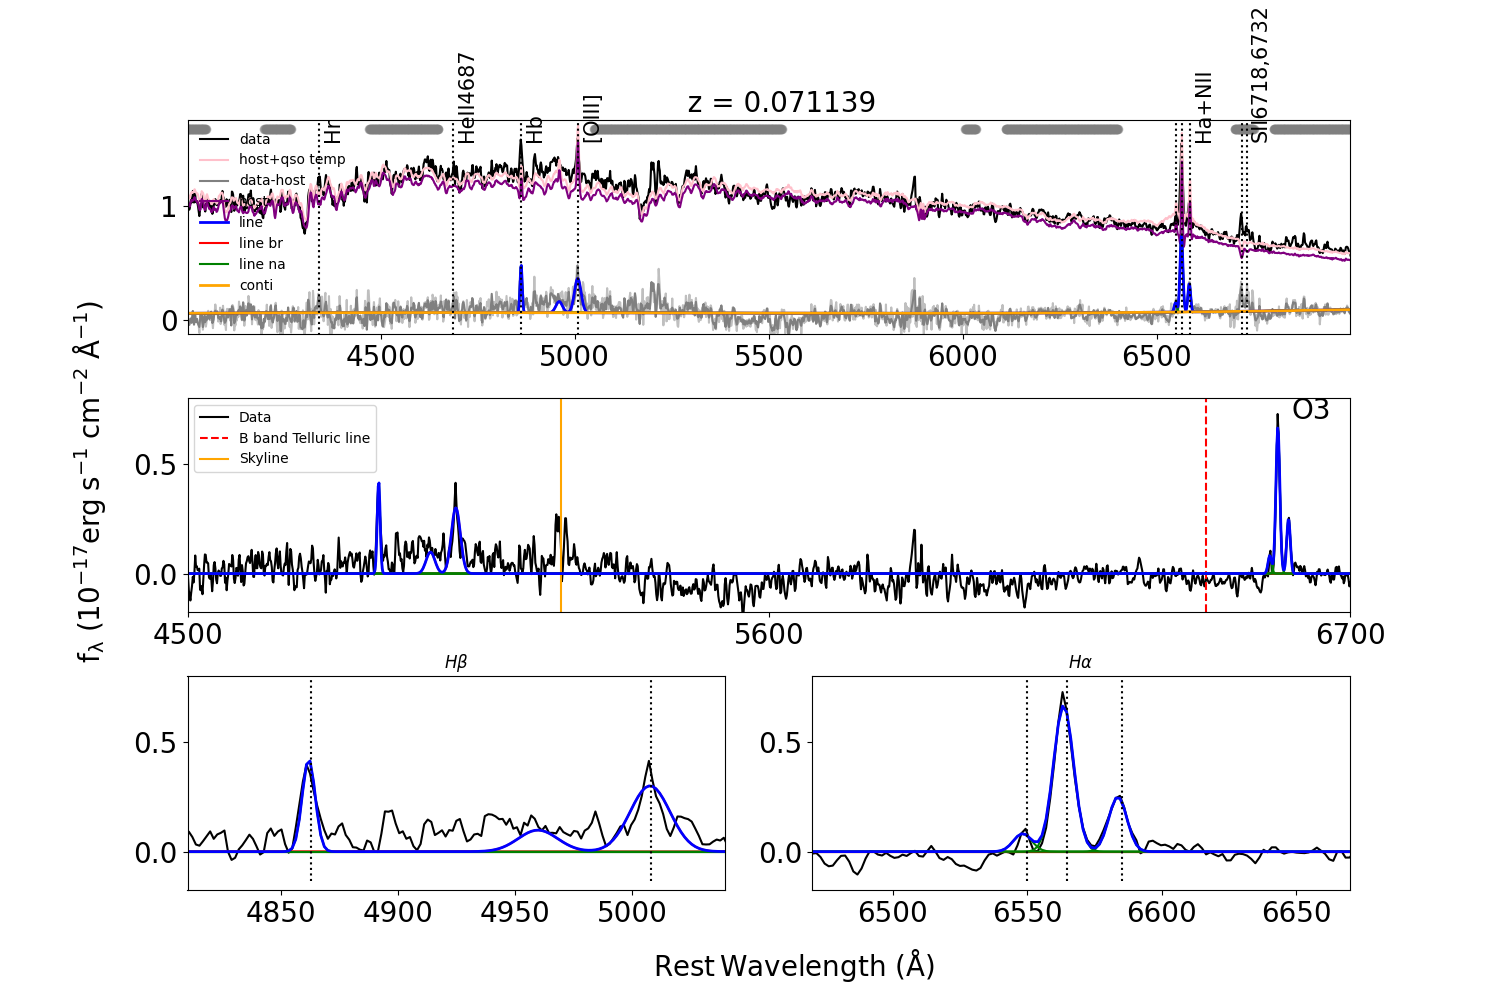 z = 0.071139
Hr
HeII4687
Hb
[OIII]
Ha+NII
SII6718,6732
data
host+qso temp
data-host
host
line
line br
line na
conti
1
0
4500
5000
5500
6000
6500
fλ (10⁻¹⁷erg s⁻¹ cm⁻² Å⁻¹)
Data
B band Telluric line
Skyline
O3
0.5
0.0
4500
5600
6700
Hβ
0.5
0.0
4850
4900
4950
5000
Hα
0.5
0.0
6500
6550
6600
6650
Rest Wavelength (Å)